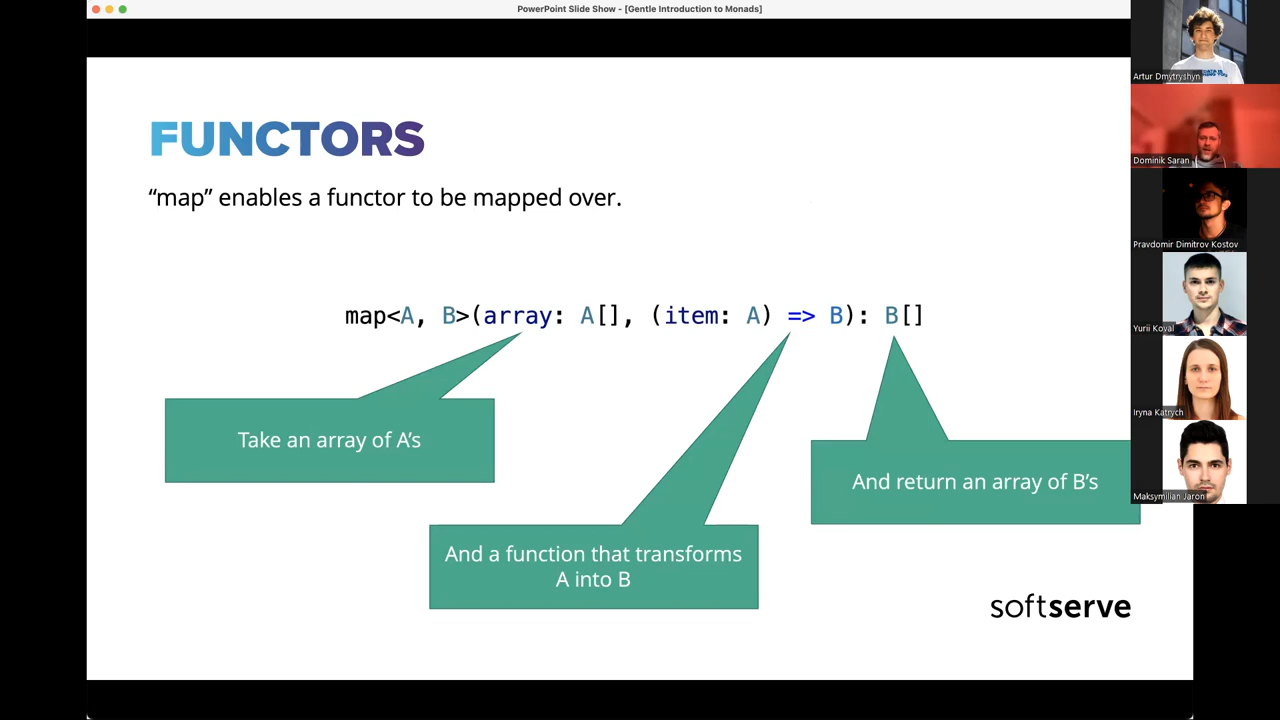 PowerPoint Slide Show - [Gentle Introduction to Monads]
FUNCTORS
“map” enables a functor to be mapped over.
map<A, B>(array: A[], (item: A) => B): B[]
Take an array of A’s
And a function that transforms
A into B
And return an array of B’s
softserve
Artur Dmytryshyn
Dominik Saran
Pravdomir Dimitrov Kostov
Yurii Koval
Iryna Katrych
Maksymilian Jaron